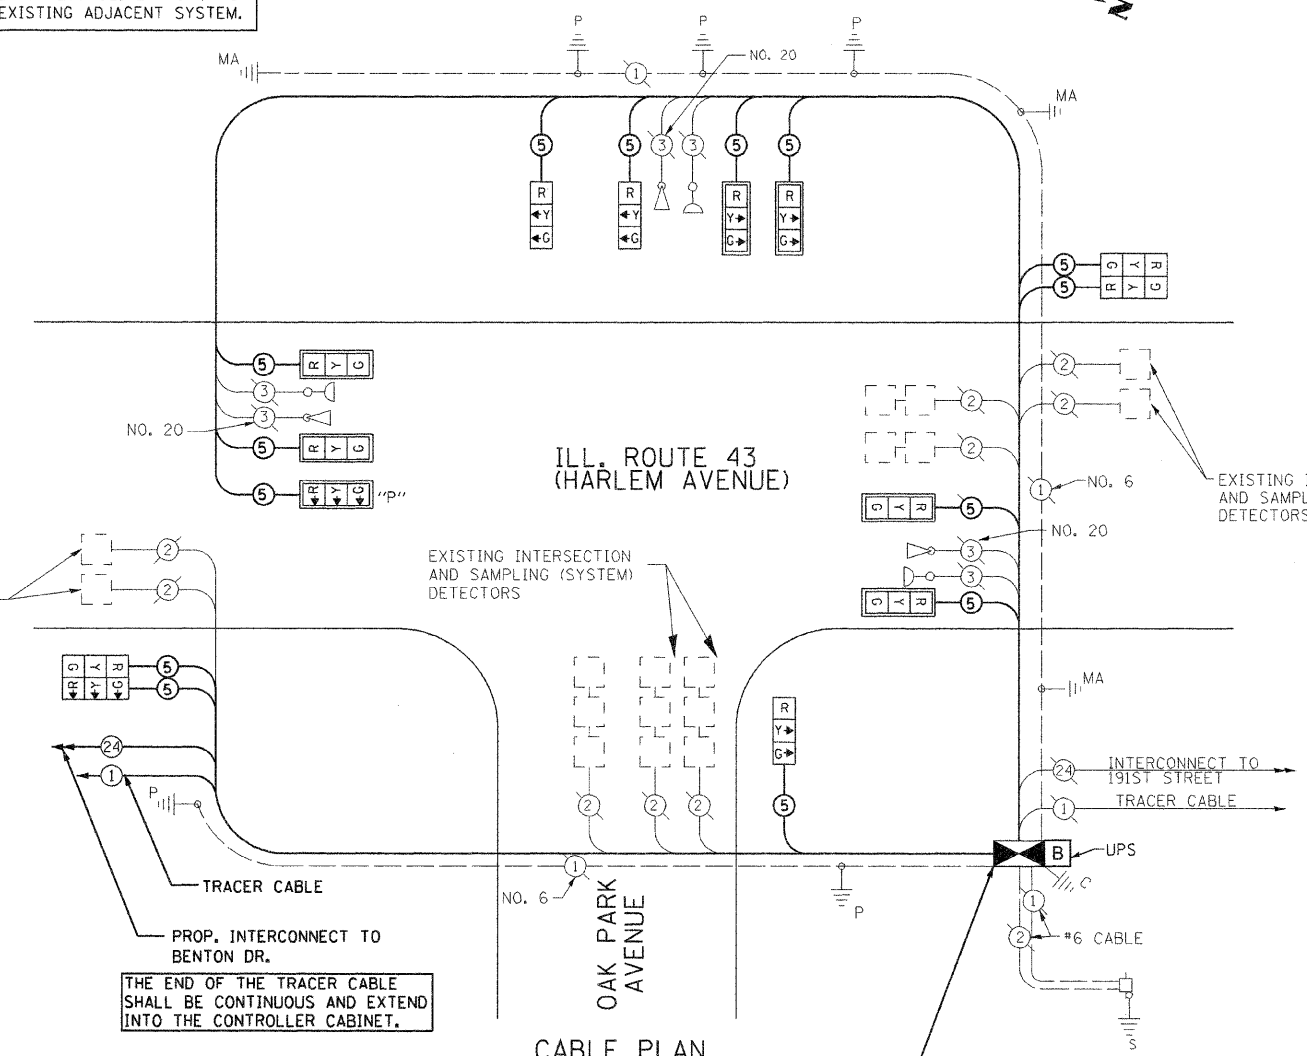 EXISTING ADJACENT SYSTEM.
N
P
P
P
MA
1
NO. 20
MA
5
5
3
3
5
5
R
←Y
←G
R
←Y
←G
R
Y→
G→
R
Y→
G→
5
5
R Y G
R Y G
5
R Y G
3
3
NO. 20
5
R Y G
5
R Y G
"P"
ILL. ROUTE 43
(HARLEM AVENUE)
2
2
2
2
1
NO. 6
EXISTING
AND SAMPL
DETECTORS
R Y G
5
3
NO. 20
3
R Y G
5
2
2
EXISTING INTERSECTION
AND SAMPLING (SYSTEM)
DETECTORS
R Y G
5
R Y G
5
MA
R
Y→
G→
24
1
P
24
INTERCONNECT TO
191ST STREET
1
TRACER CABLE
2
2
2
5
B
UPS
C
1
NO. 6
P
TRACER CABLE
OAK PARK
AVENUE
1
2
#6 CABLE
PROP. INTERCONNECT TO
BENTON DR.
THE END OF THE TRACER CABLE
SHALL BE CONTINUOUS AND EXTEND
INTO THE CONTROLLER CABINET.
S
CABLE PLAN